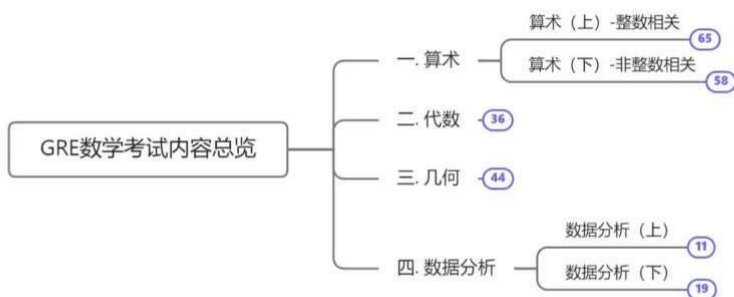 GRE数学考试内容总览
一. 算术
算术（上）-整数相关
65
算术（下）-非整数相关
58
二. 代数
36
三. 几何
44
四. 数据分析
数据分析（上）
11
数据分析（下）
19